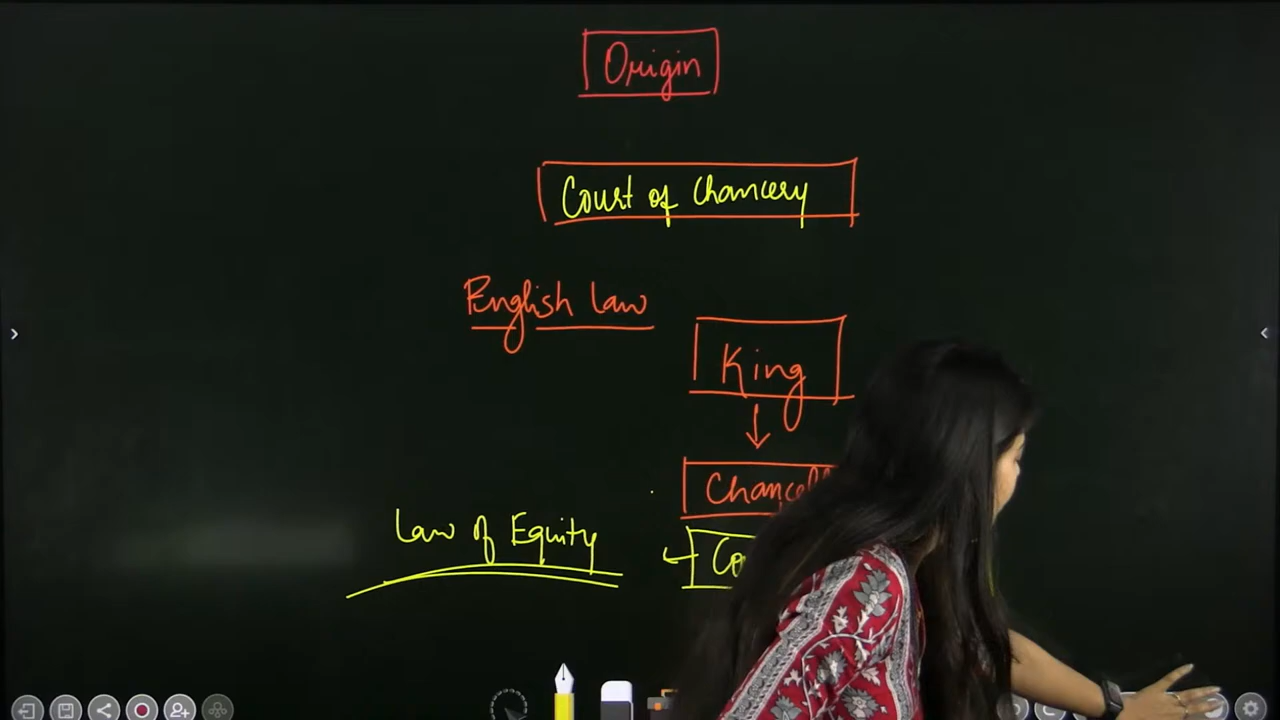 Origin
Court of Chancery
English Law
King
Law of Equity